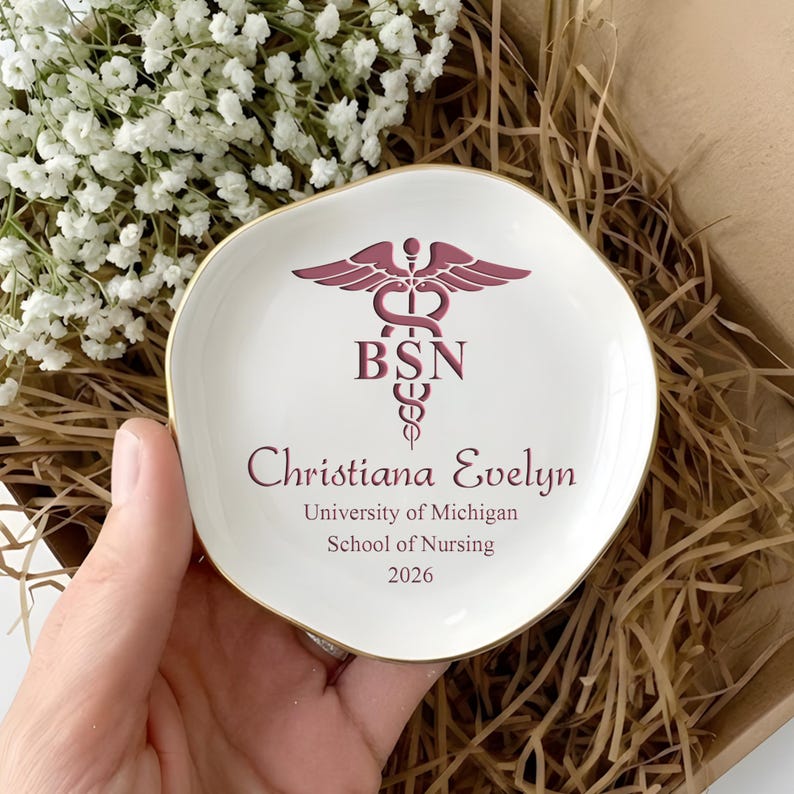 BSN
Christiana Evelyn
University of Michigan
School of Nursing
2026